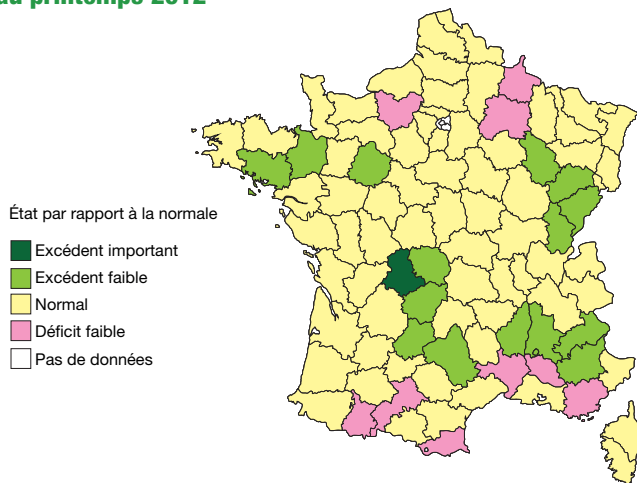 au printemps 2012
État par rapport à la normale
Excédent important
Excédent faible
Normal
Déficit faible
Pas de données